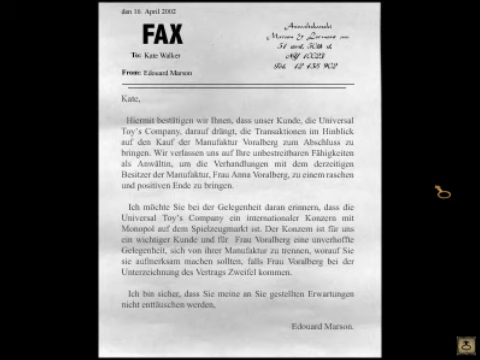 den 16. April 2002
FAX
Anwaltskanzlei
Marson & Lormont
NY 10023
To: Kate Walker
From: Edouard Marson
Kate,
Hiermit bestätigen wir Ihnen, dass unser Kunde, die Universal
Toy's Company, darauf drängt, die Transaktionen im Hinblick
auf den Kauf der Manufaktur Voralberg zum Abschluss zu
bringen. Wir verlassen uns auf Ihre unbestreitbaren Fähigkeiten
als Anwältin, um die Verhandlungen mit dem derzeitigen
Besitzer der Manufaktur, Frau Anna Voralberg, zu einem raschen
und positiven Ende zu bringen.
Ich möchte Sie bei der Gelegenheit daran erinnern, dass die
Universal Toy's Company ein internationaler Konzern mit
Monopol auf dem Spielzeugmarkt ist. Der Konzern ist für uns
ein wichtiger Kunde und für Frau Voralberg eine unverhoffte
Gelegenheit, sich von ihrer Manufaktur zu trennen, worauf Sie
sie aufmerksam machen sollten, falls Frau Voralberg bei der
Unterzeichnung des Vertrags Zweifel kommen.
Ich bin sicher, dass Sie meine an Sie gestellten Erwartungen
nicht enttäuschen werden.
Edouard Marson.